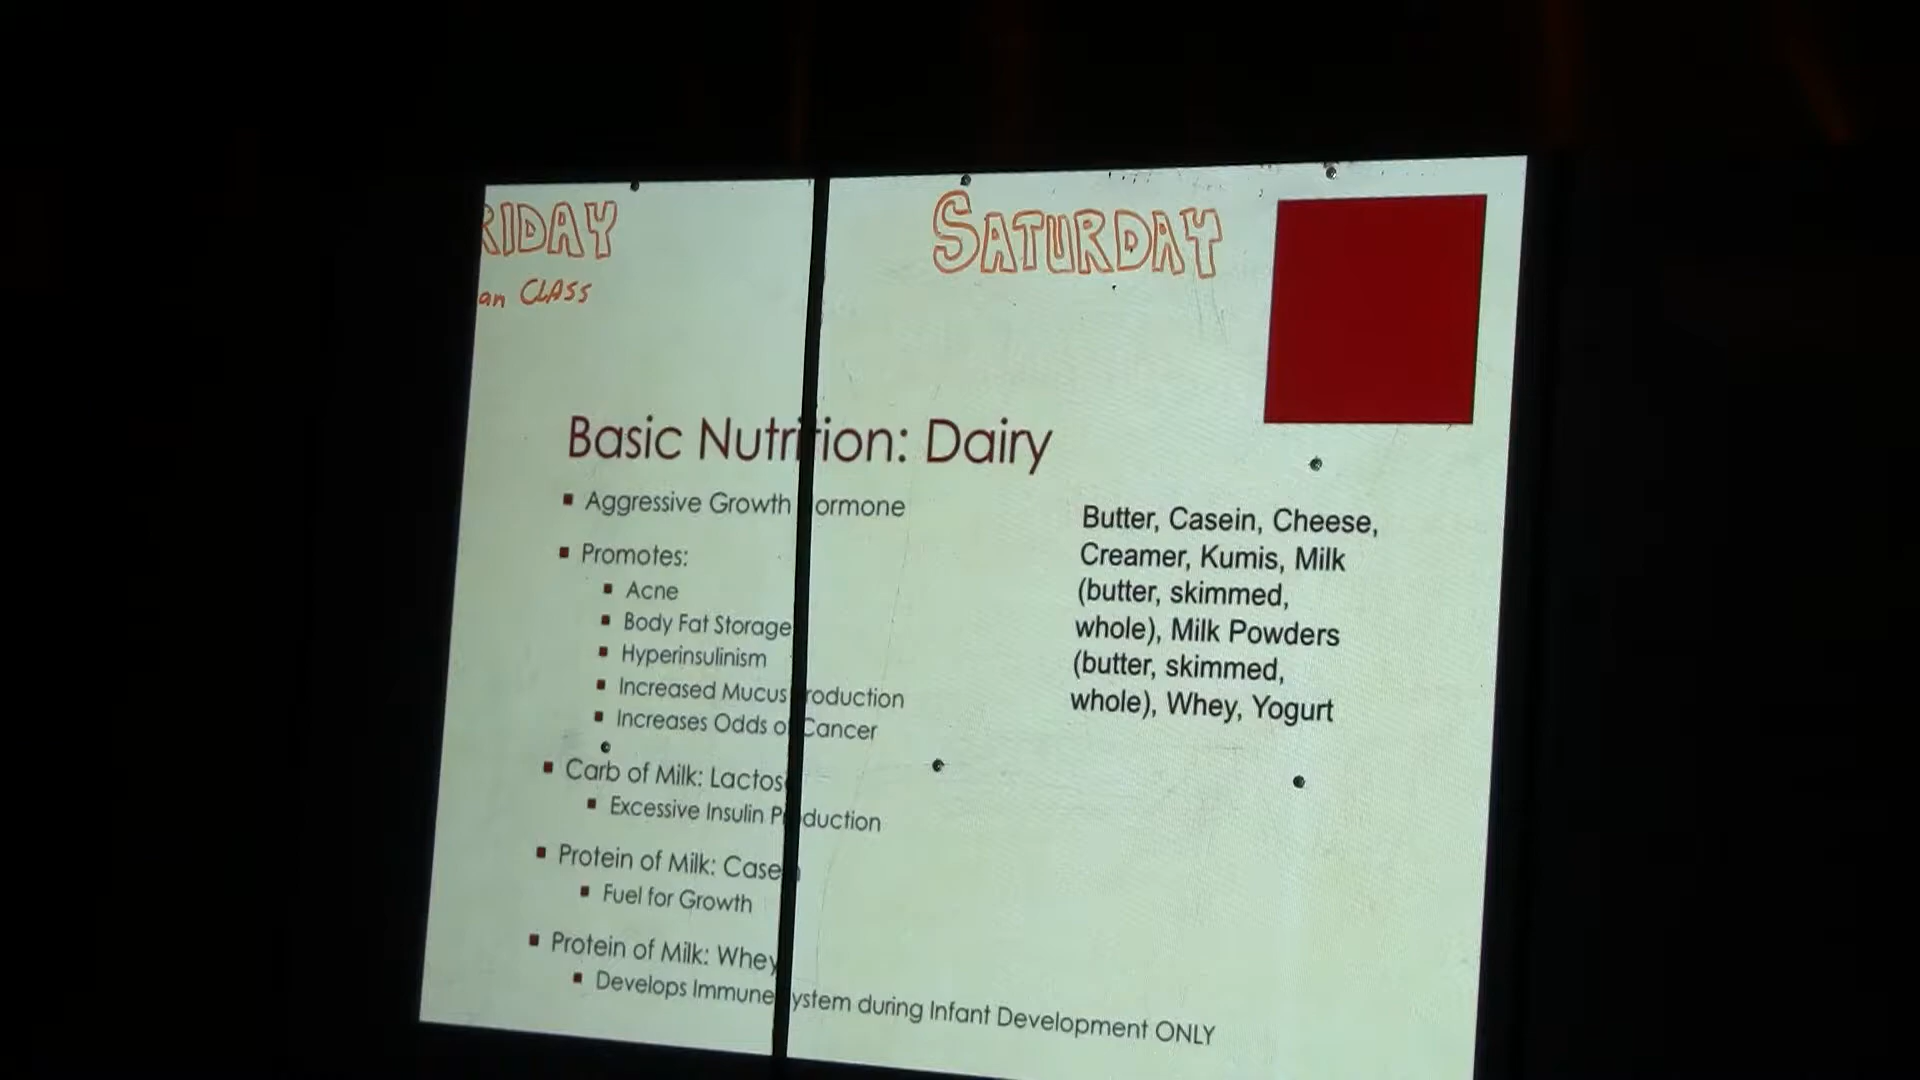 RIDAY
an CLASS
SATURDAY
Basic Nutrition: Dairy
Aggressive Growth ormone
Promotes:
Acne
Body Fat Storage
Hyperinsulinism
Increased Mucus roduction
Increases Odds of Cancer
Carb of Milk: Lactos
Excessive Insulin P duction
Protein of Milk: Casein
Fuel for Growth
Protein of Milk: Whey
Develops Immune ystem during Infant Development ONLY
Butter, Casein, Cheese,
Creamer, Kumis, Milk
(butter, skimmed,
whole), Milk Powders
(butter, skimmed,
whole), Whey, Yogurt